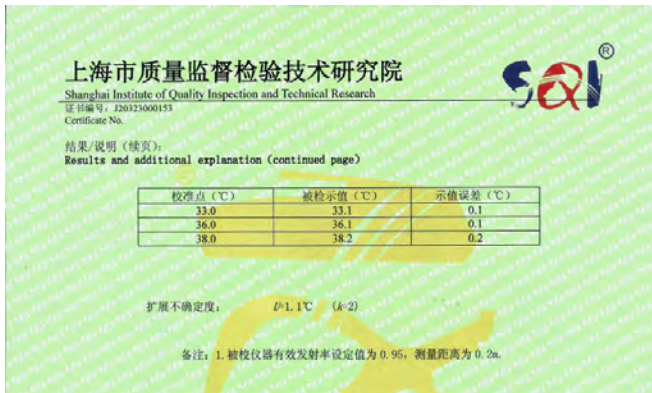 上海市质量监督检验技术研究院
Shanghai Institute of Quality Inspection and Technical Research
SQI ®
证书编号：J20323000153
Certificate No.
结果/说明（续页）：
Results and additional explanation (continued page)
校准点（℃） 被检示值（℃） 示值误差（℃）
33.0 33.1 0.1
36.0 36.1 0.1
38.0 38.2 0.2
扩展不确定度： U=1.1℃ （k=2）
备注：1. 被校仪器有效发射率设定值为 0.95，测量距离为 0.2m.